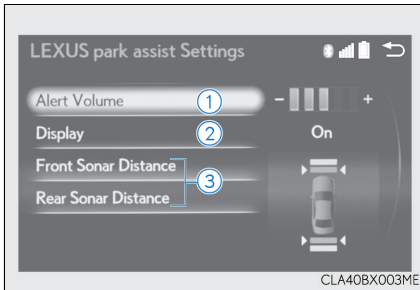 LEXUS park assist Settings
Alert Volume 1 - +
Display 2 On
Front Sonar Distance
3
Rear Sonar Distance
CLA40BX003ME